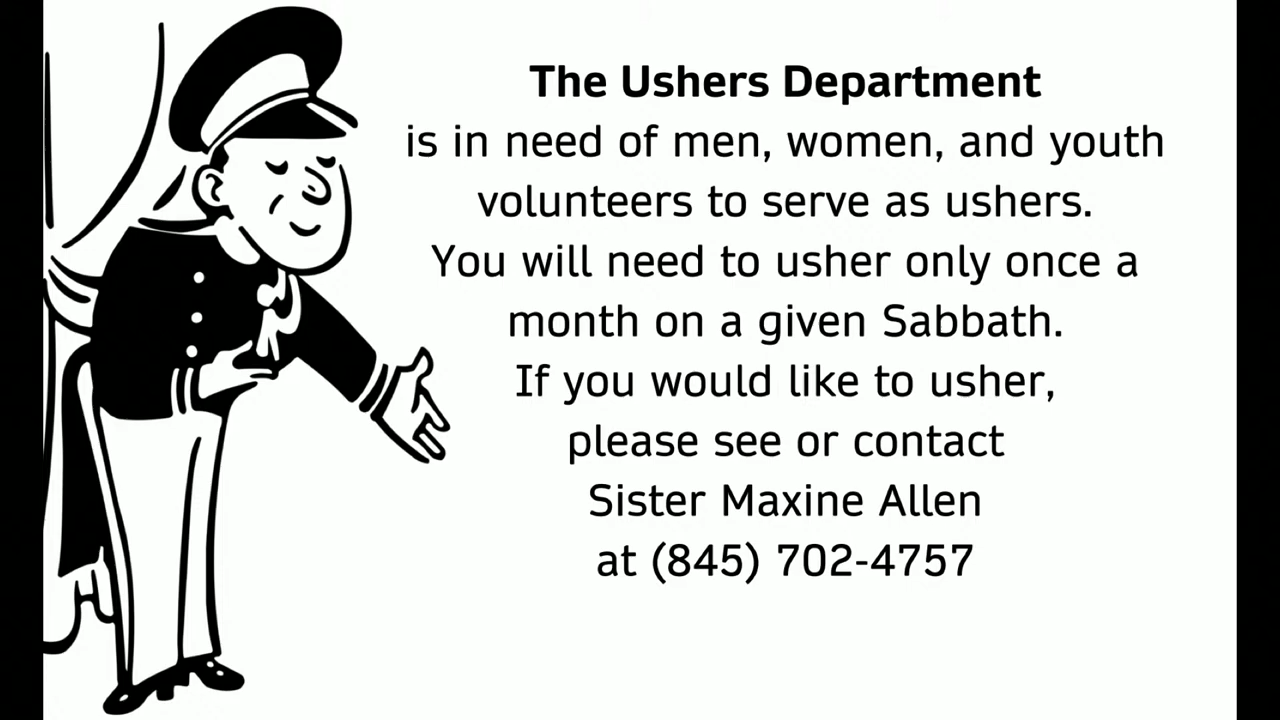 The Ushers Department
is in need of men, women, and youth
volunteers to serve as ushers.
You will need to usher only once a
month on a given Sabbath.
If you would like to usher,
please see or contact
Sister Maxine Allen
at (845) 702-4757